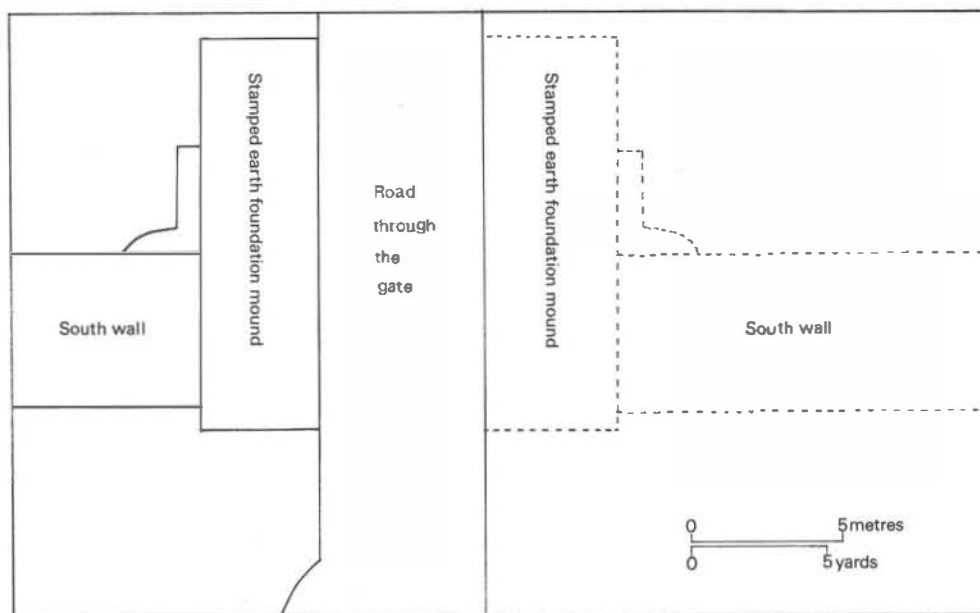 Stamped earth foundation mound
Road
through
the
gate
Stamped earth foundation mound
South wall
South wall
0 5 metres
0 5 yards